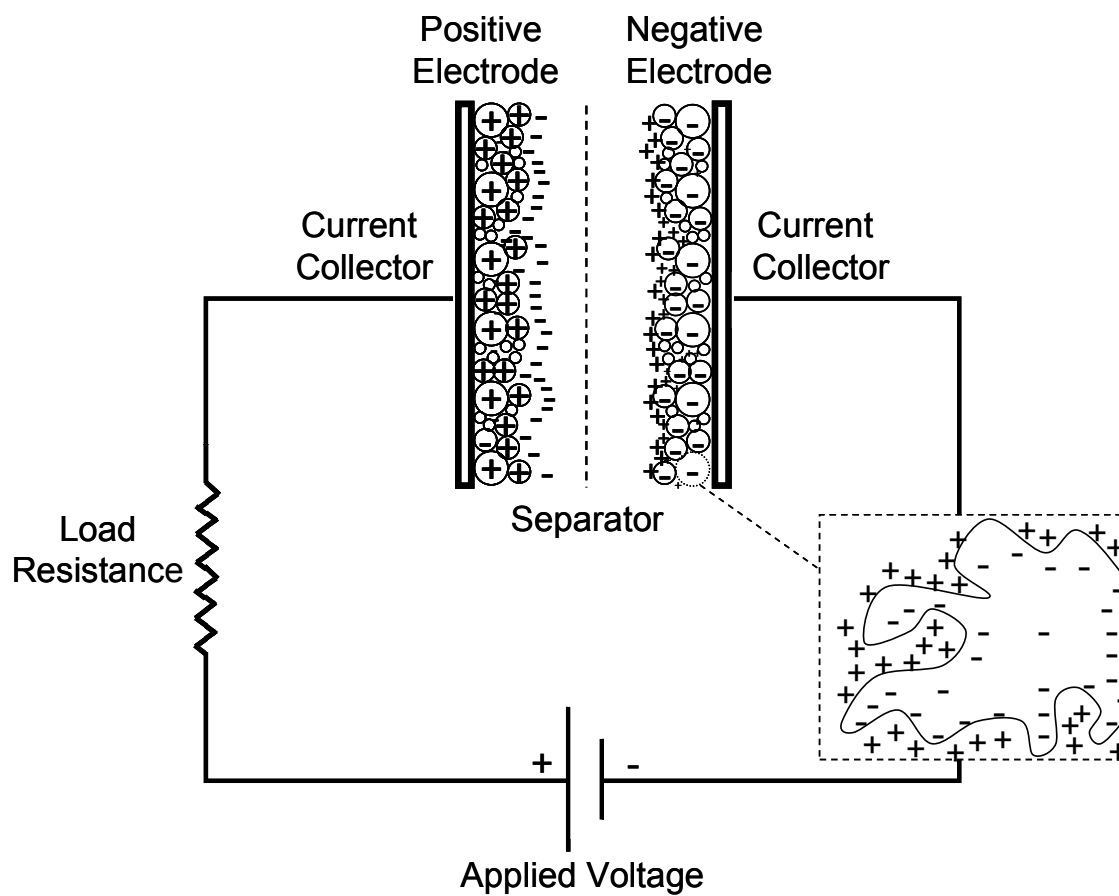 Positive
Electrode
Negative
Electrode
Current
Collector
Current
Collector
Separator
Load
Resistance
+ -
Applied Voltage